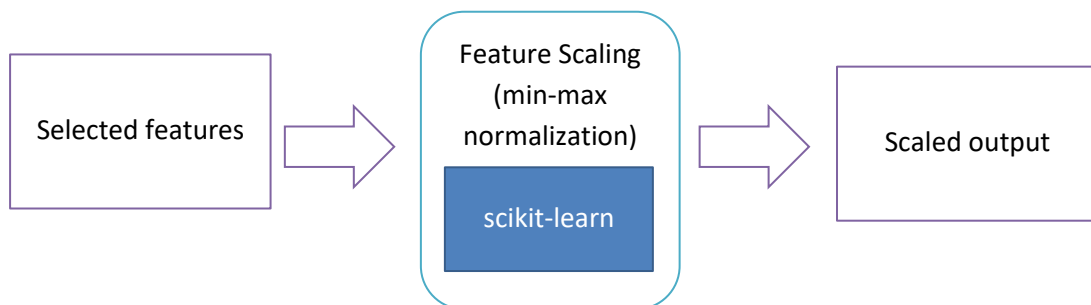 Selected features
Feature Scaling
(min-max
normalization)
scikit-learn
Scaled output